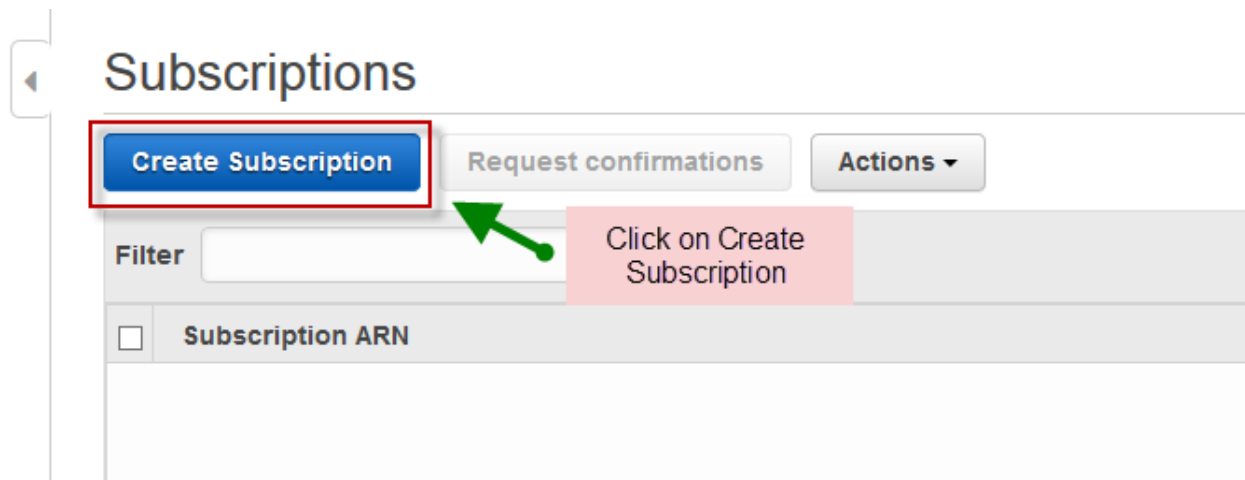 Subscriptions
Create Subscription Request confirmations Actions
Filter
Click on Create
Subscription
Subscription ARN